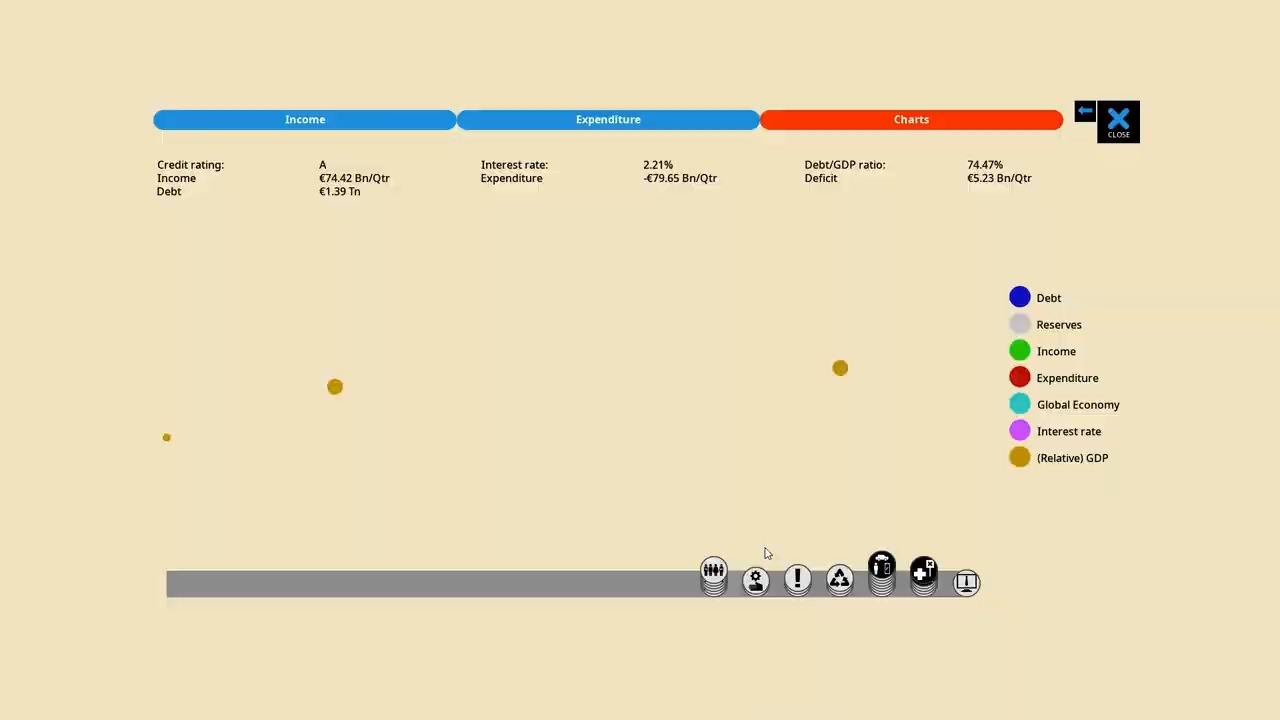 Income Expenditure Charts
CLOSE
Credit rating: A Interest rate: 2.21% Debt/GDP ratio: 74.47%
Income €74.42 Bn/Qtr Expenditure -€79.65 Bn/Qtr Deficit €5.23 Bn/Qtr
Debt €1.39 Tn
Debt
Reserves
Income
Expenditure
Global Economy
Interest rate
(Relative) GDP